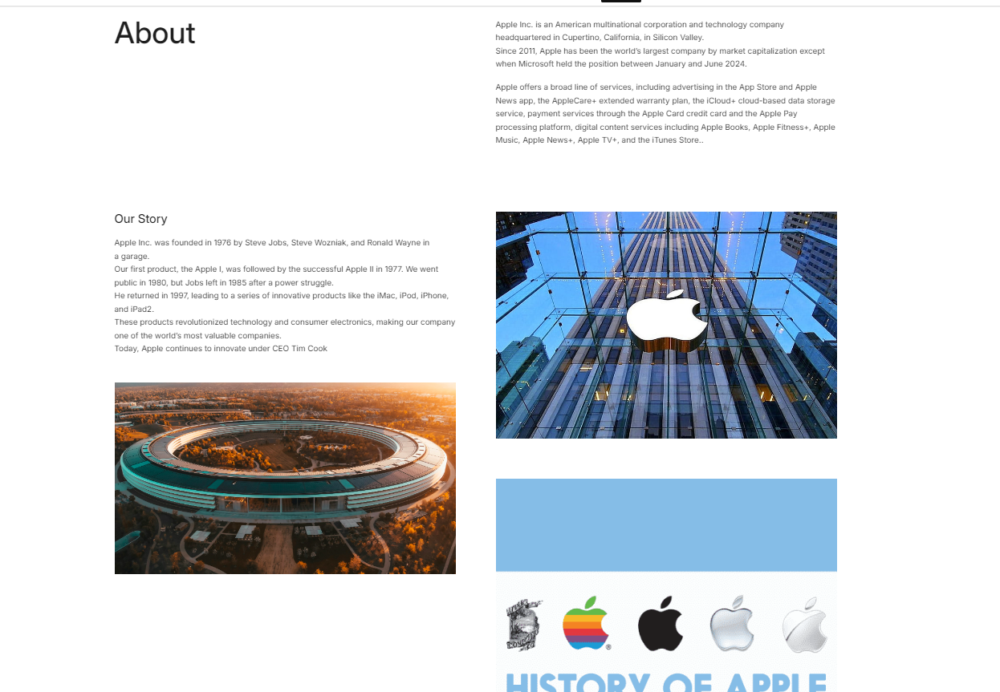 About
Apple Inc. is an American multinational corporation and technology company
headquartered in Cupertino, California, in Silicon Valley.
Since 2011, Apple has been the world's largest company by market capitalization except
when Microsoft held the position between January and June 2024.
Apple offers a broad line of services, including advertising in the App Store and Apple
News app, the AppleCare+ extended warranty plan, the iCloud+ cloud-based data storage
service, payment services through the Apple Card credit card and the Apple Pay
processing platform, digital content services including Apple Books, Apple Fitness+, Apple
Music, Apple News+, Apple TV+, and the iTunes Store..
Our Story
Apple Inc. was founded in 1976 by Steve Jobs, Steve Wozniak, and Ronald Wayne in
a garage.
Our first product, the Apple I, was followed by the successful Apple II in 1977. We went
public in 1980, but Jobs left in 1985 after a power struggle.
He returned in 1997, leading to a series of innovative products like the iMac, iPod, iPhone,
and iPad2.
These products revolutionized technology and consumer electronics, making our company
one of the world's most valuable companies.
Today, Apple continues to innovate under CEO Tim Cook
®
HISTORY OF APPLE